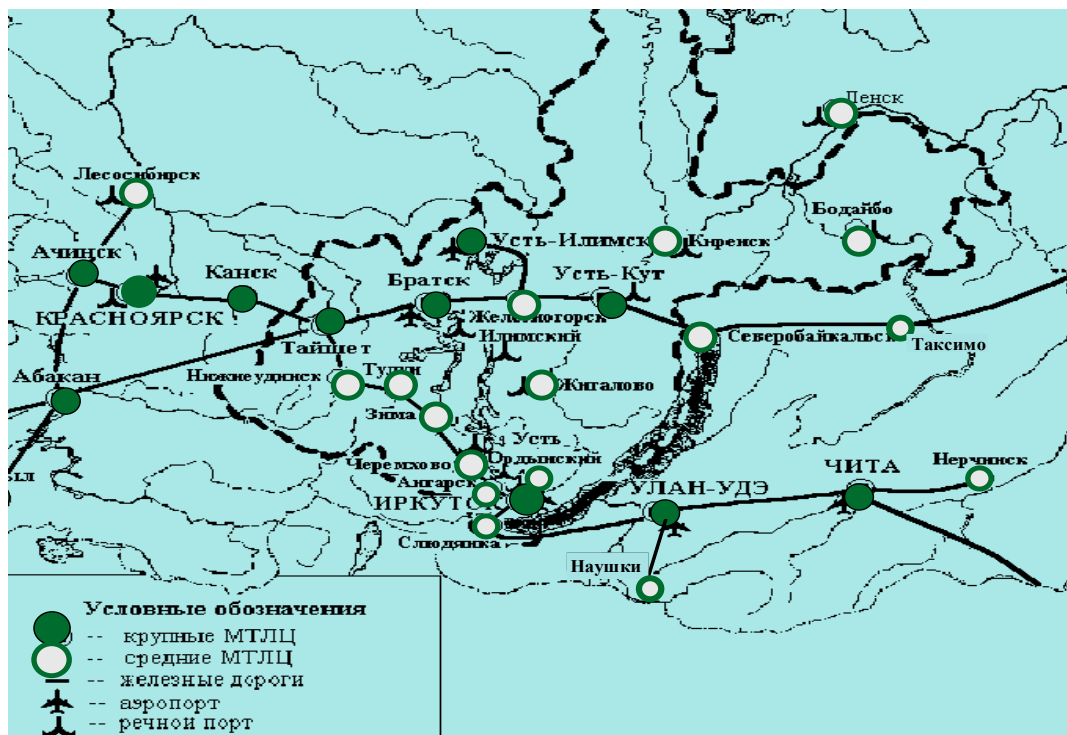 Ленск
Лесосибирск
Бодайбо
Усть-Илимск
Киренск
Ачинск
Канск
Братск
Усть-Кут
КРАСНОЯРСК
Железногорск
Илимский
Тайшет
Северобайкальск
Таксимо
Абакан
Нижнеудинск
Тулун
Жигалово
Зима
ыл
Черемхово
Усть
Ордынский
Ангарск
ИРКУТСК
УЛАН-УДЭ
ЧИТА
Нерчинск
Слюдянка
Наушки
Условные обозначения
-- крупные МТЛЦ
-- средние МТЛЦ
-- железные дороги
-- аэропорт
-- речной порт